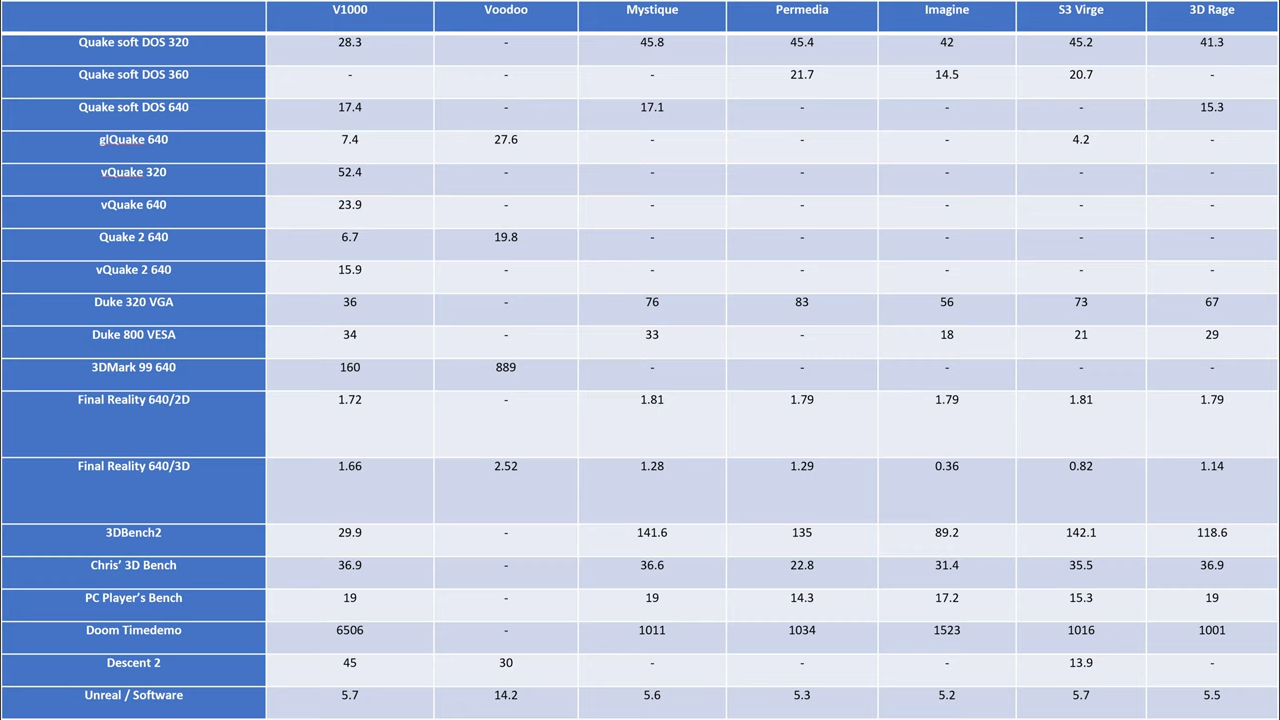 V1000 Voodoo Mystique Permedia Imagine S3 Virge 3D Rage
Quake soft DOS 320 28.3 - 45.8 45.4 42 45.2 41.3
Quake soft DOS 360 - - - 21.7 14.5 20.7 -
Quake soft DOS 640 17.4 - 17.1 - - - 15.3
glQuake 640 7.4 27.6 - - - 4.2 -
vQuake 320 52.4 - - - - - -
vQuake 640 23.9 - - - - - -
Quake 2 640 6.7 19.8 - - - - -
vQuake 2 640 15.9 - - - - - -
Duke 320 VGA 36 - 76 83 56 73 67
Duke 800 VESA 34 - 33 - 18 21 29
3DMark 99 640 160 889 - - - - -
Final Reality 640/2D 1.72 - 1.81 1.79 1.79 1.81 1.79
Final Reality 640/3D 1.66 2.52 1.28 1.29 0.36 0.82 1.14
3DBench2 29.9 - 141.6 135 89.2 142.1 118.6
Chris’ 3D Bench 36.9 - 36.6 22.8 31.4 35.5 36.9
PC Player’s Bench 19 - 19 14.3 17.2 15.3 19
Doom Timedemo 6506 - 1011 1034 1523 1016 1001
Descent 2 45 30 - - - 13.9 -
Unreal / Software 5.7 14.2 5.6 5.3 5.2 5.7 5.5